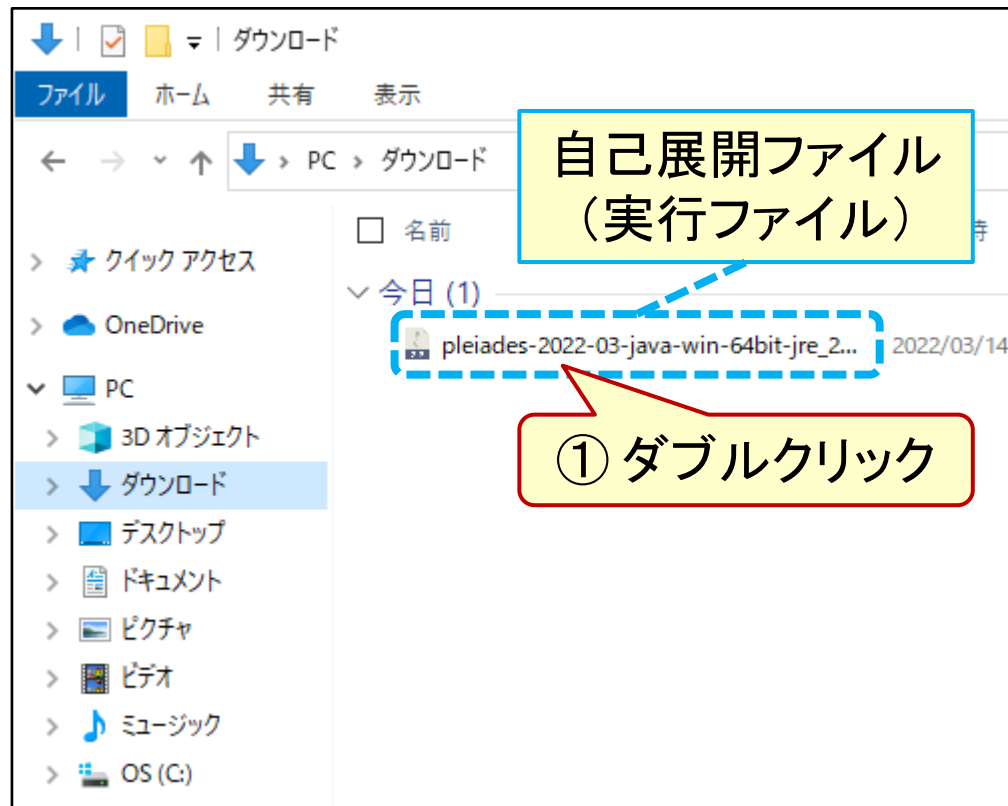 ダウンロード
ファイル ホーム 共有 表示
PC › ダウンロード
自己展開ファイル
（実行ファイル）
名前
クイック アクセス
今日 (1)
OneDrive
pleiades-2022-03-java-win-64bit-jre_2... 2022/03/14
PC
3D オブジェクト
① ダブルクリック
ダウンロード
デスクトップ
ドキュメント
ピクチャ
ビデオ
ミュージック
OS (C:)